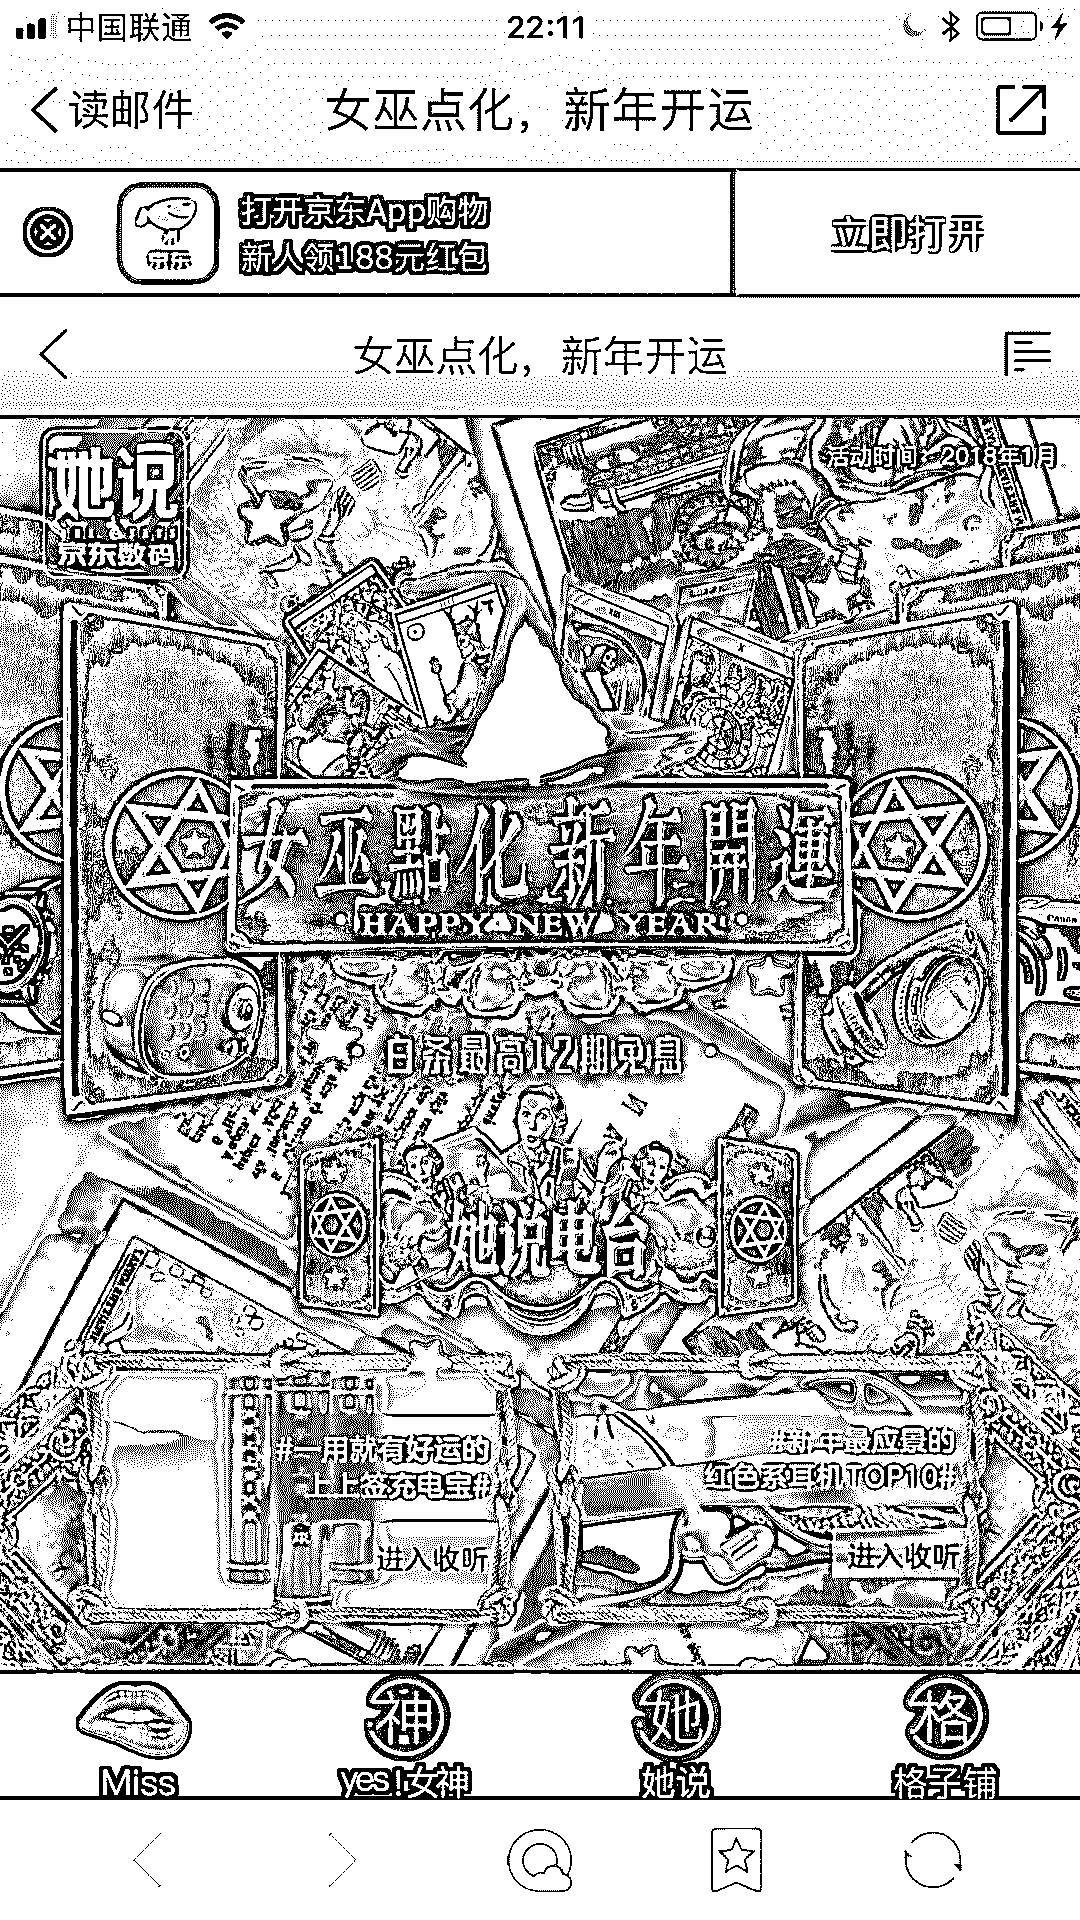 中国联通
22:11
读邮件
女巫点化，新年开运
打开京东App购物
新人领188元红包
立即打开
京东
女巫点化，新年开运
她说
京东数码
活动时间：2018年1月
女巫點化 新年開運
HAPPY NEW YEAR!
白条最高12期免息
她说电台
#一用就有好运的
上上签充电宝#
进入收听
#新年最应景的
红色系耳机TOP10#
进入收听
神
她
格
Miss
yes!女神
她说
格子铺